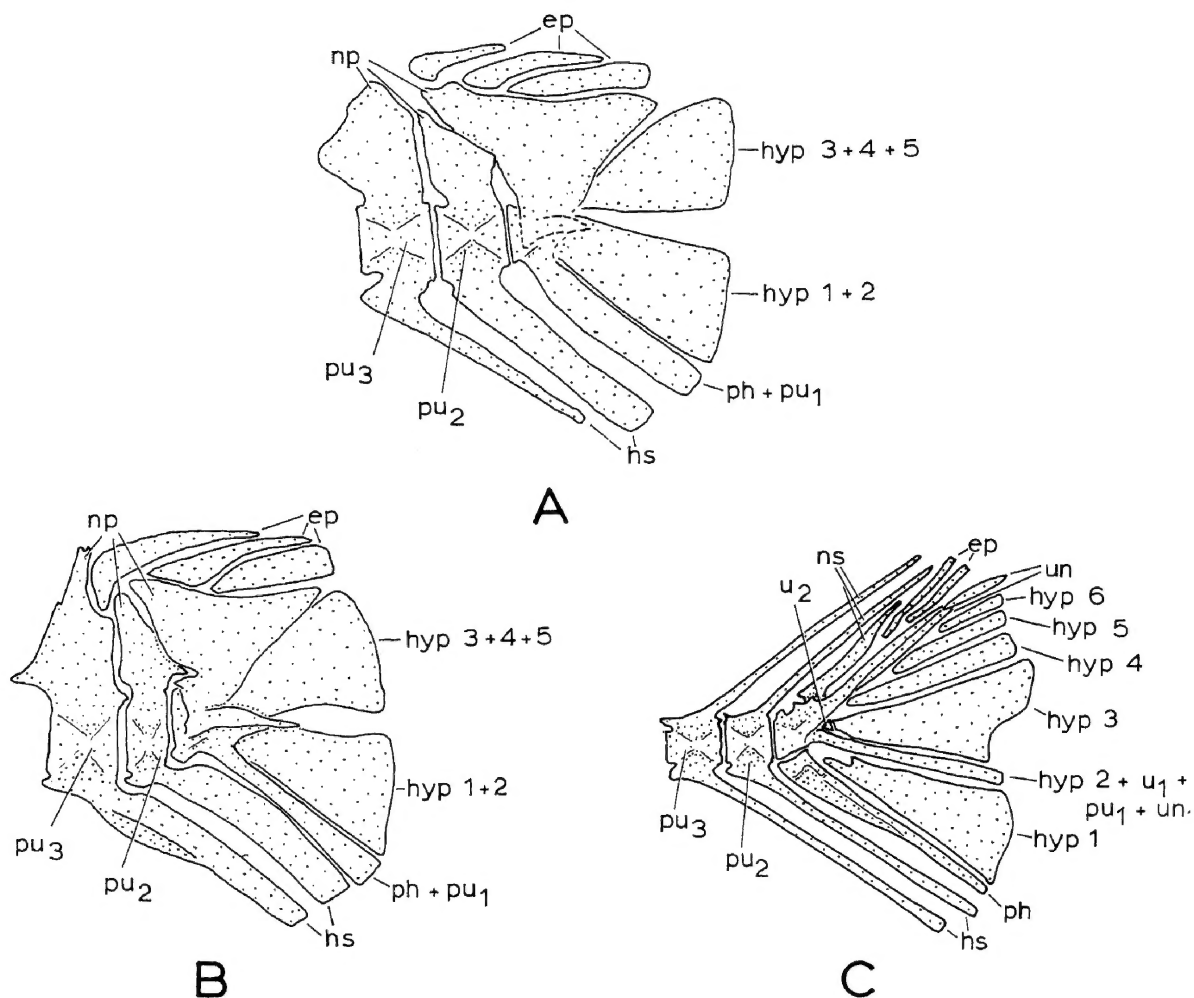 ep
np
hyp 3+4+5
hyp 1+2
pu3
pu2
ph + pu1
hs
A
np
ep
hyp 3+4+5
hyp 1+2
pu3
pu2
ph + pu1
hs
B
ep
ns
un
u2
hyp 6
hyp 5
hyp 4
hyp 3
hyp 2 + u1 +
pu1 + un.
hyp 1
pu3
pu2
ph
hs
C